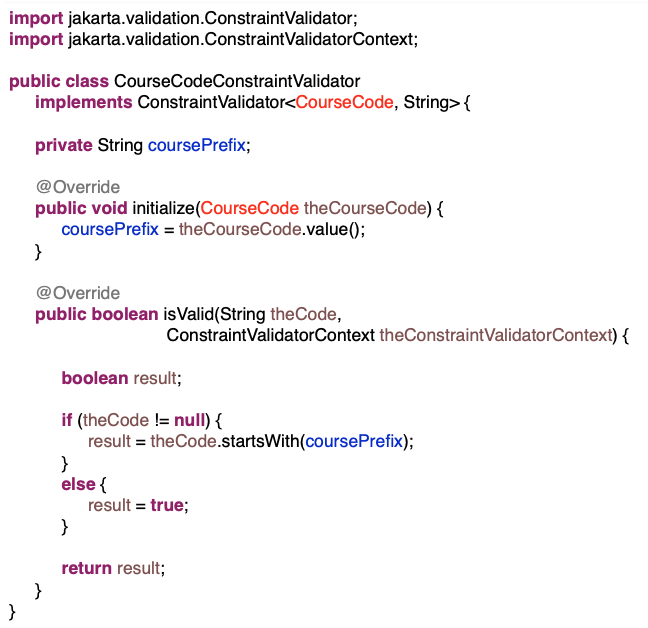 import jakarta.validation.ConstraintValidator;
import jakarta.validation.ConstraintValidatorContext;
public class CourseCodeConstraintValidator
implements ConstraintValidator<CourseCode, String> {
private String coursePrefix;
@Override
public void initialize(CourseCode theCourseCode) {
coursePrefix = theCourseCode.value();
}
@Override
public boolean isValid(String theCode,
ConstraintValidatorContext theConstraintValidatorContext) {
boolean result;
if (theCode != null) {
result = theCode.startsWith(coursePrefix);
}
else {
result = true;
}
return result;
}
}